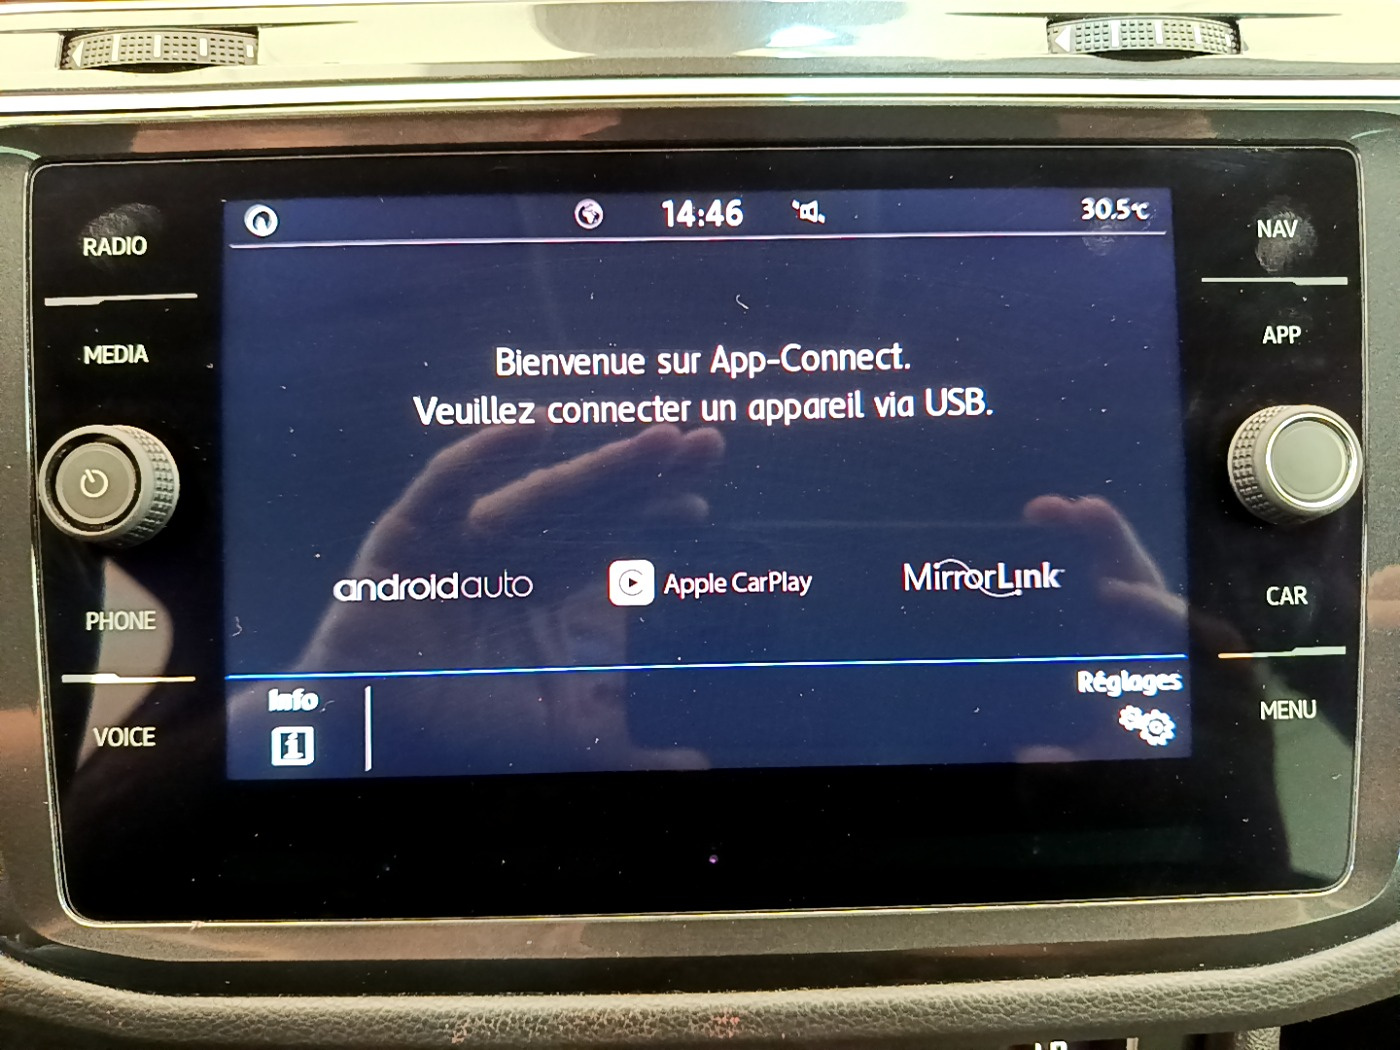 14:46
30.5℃
RADIO
MEDIA
PHONE
VOICE
Bienvenue sur App-Connect.
Veuillez connecter un appareil via USB.
androidauto
Apple CarPlay
MirrorLink
Info
i
Réglages
NAV
APP
CAR
MENU